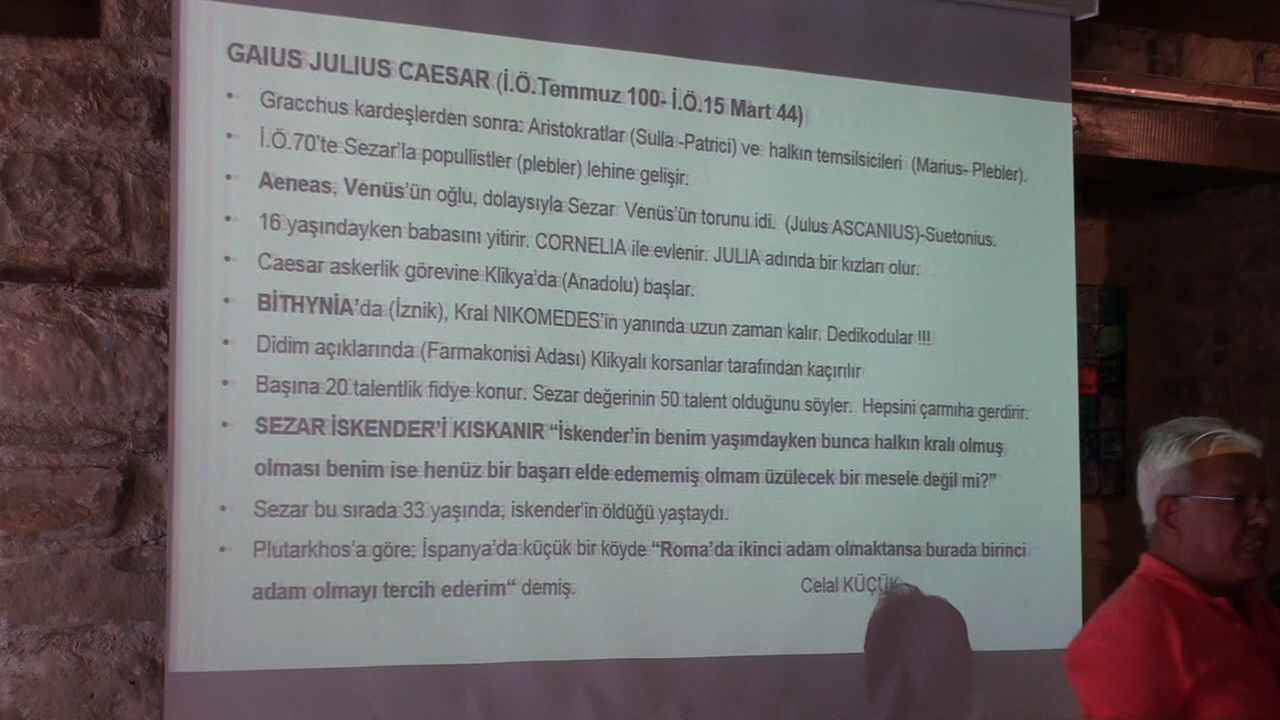 GAIUS JULIUS CAESAR (İ.Ö.Temmuz 100- İ.Ö.15 Mart 44)
• Gracchus kardeşlerden sonra: Aristokratlar (Sulla -Patrici) ve halkın temsilsicileri (Marius- Plebler).
• İ.Ö.70'te Sezar'la popullistler (plebler) lehine gelişir.
• Aeneas, Venüs'ün oğlu, dolaysıyla Sezar Venüs'ün torunu idi. (Julus ASCANIUS)-Suetonius.
• 16 yaşındayken babasını yitirir. CORNELIA ile evlenir. JULIA adında bir kızları olur.
• Caesar askerlik görevine Klikya'da (Anadolu) başlar.
• BİTHYNİA'da (İznik), Kral NIKOMEDES'in yanında uzun zaman kalır. Dedikodular !!!
• Didim açıklarında (Farmakonisi Adası) Klikyalı korsanlar tarafından kaçırılır
• Başına 20 talentlik fidye konur. Sezar değerinin 50 talent olduğunu söyler. Hepsini çarmıha gerdirir.
• SEZAR İSKENDER'İ KISKANIR “İskender'in benim yaşımdayken bunca halkın kralı olmuş
olması benim ise henüz bir başarı elde edememiş olmam üzülecek bir mesele değil mi?”
• Sezar bu sırada 33 yaşında, iskender'in öldüğü yaştaydı.
• Plutarkhos'a göre: İspanya'da küçük bir köyde “Roma'da ikinci adam olmaktansa burada birinci
adam olmayı tercih ederim“ demiş.
Celal KÜÇÜK